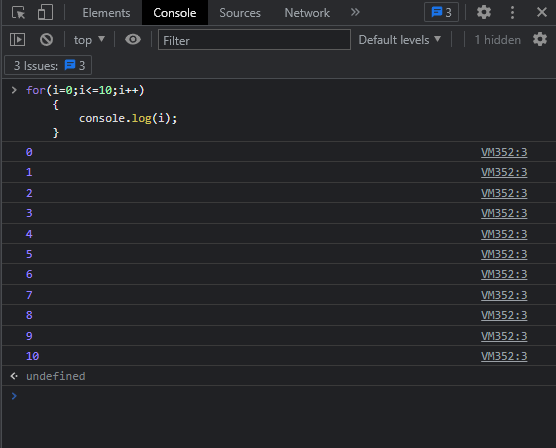 Elements Console Sources Network » 3
top ▼ Filter Default levels ▼ 1 hidden
3 Issues: 3
> for(i=0;i<=10;i++)
{
console.log(i);
}
0 VM352:3
1 VM352:3
2 VM352:3
3 VM352:3
4 VM352:3
5 VM352:3
6 VM352:3
7 VM352:3
8 VM352:3
9 VM352:3
10 VM352:3
undefined
>